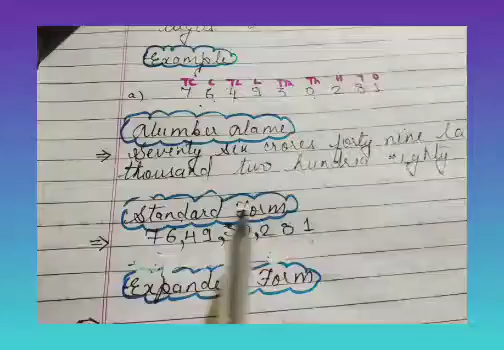 Example
TC C TL L TTh Th H T O
a) 7 6 4 9 5 0 2 8 1
Number Name
⇒ Seventy six crores forty nine la
thousand two hundred eighty
Standard Form
⇒ 76,49, ,281
Expande Form